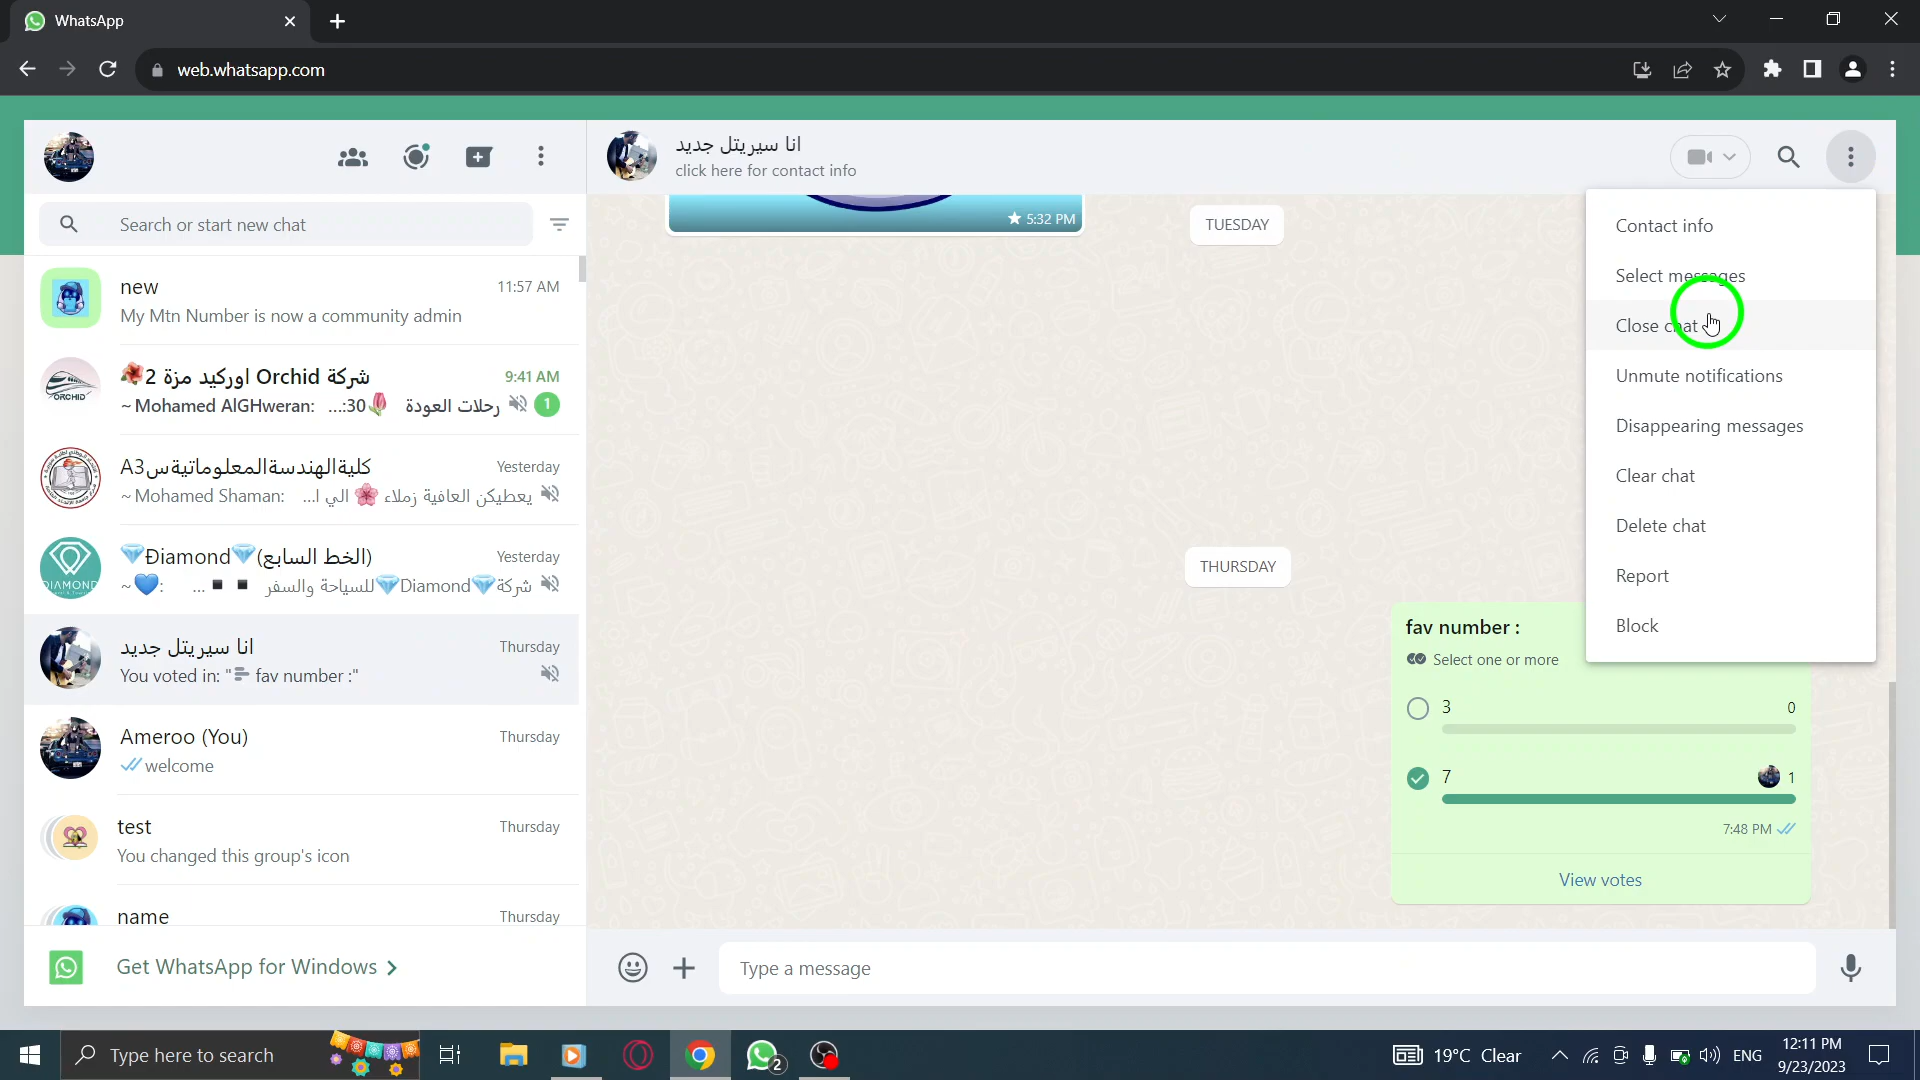 WhatsApp
web.whatsapp.com
انا سيريتل جديد
click here for contact info
Search or start new chat
new
11:57 AM
My Mtn Number is now a community admin
🌺شركة Orchid اوركيد مزة 2
9:41 AM
~ Mohamed AlGHweran: ...:30🌷 رحلات العودة
1
ORCHID
كليةالهندسةالمعلوماتيةسA3
Yesterday
~ Mohamed Shaman: يعطيكن العافية زملاء 🌸 الي ا...
💎Ðiamond💎(الخط السابع)
Yesterday
~💙: شركة💎Diamond💎للسياحة والسفر ◾ ◾ ...
DIAMOND
انا سيريتل جديد
Thursday
You voted in: "fav number :"
Ameroo (You)
Thursday
welcome
test
Thursday
You changed this group's icon
name
Thursday
Get WhatsApp for Windows
5:32 PM
TUESDAY
THURSDAY
fav number :
Select one or more
3
0
7
1
7:48 PM
View votes
Contact info
Select messages
Close chat
Unmute notifications
Disappearing messages
Clear chat
Delete chat
Report
Block
Type a message
Type here to search
2
19°C Clear
ENG
12:11 PM
9/23/2023